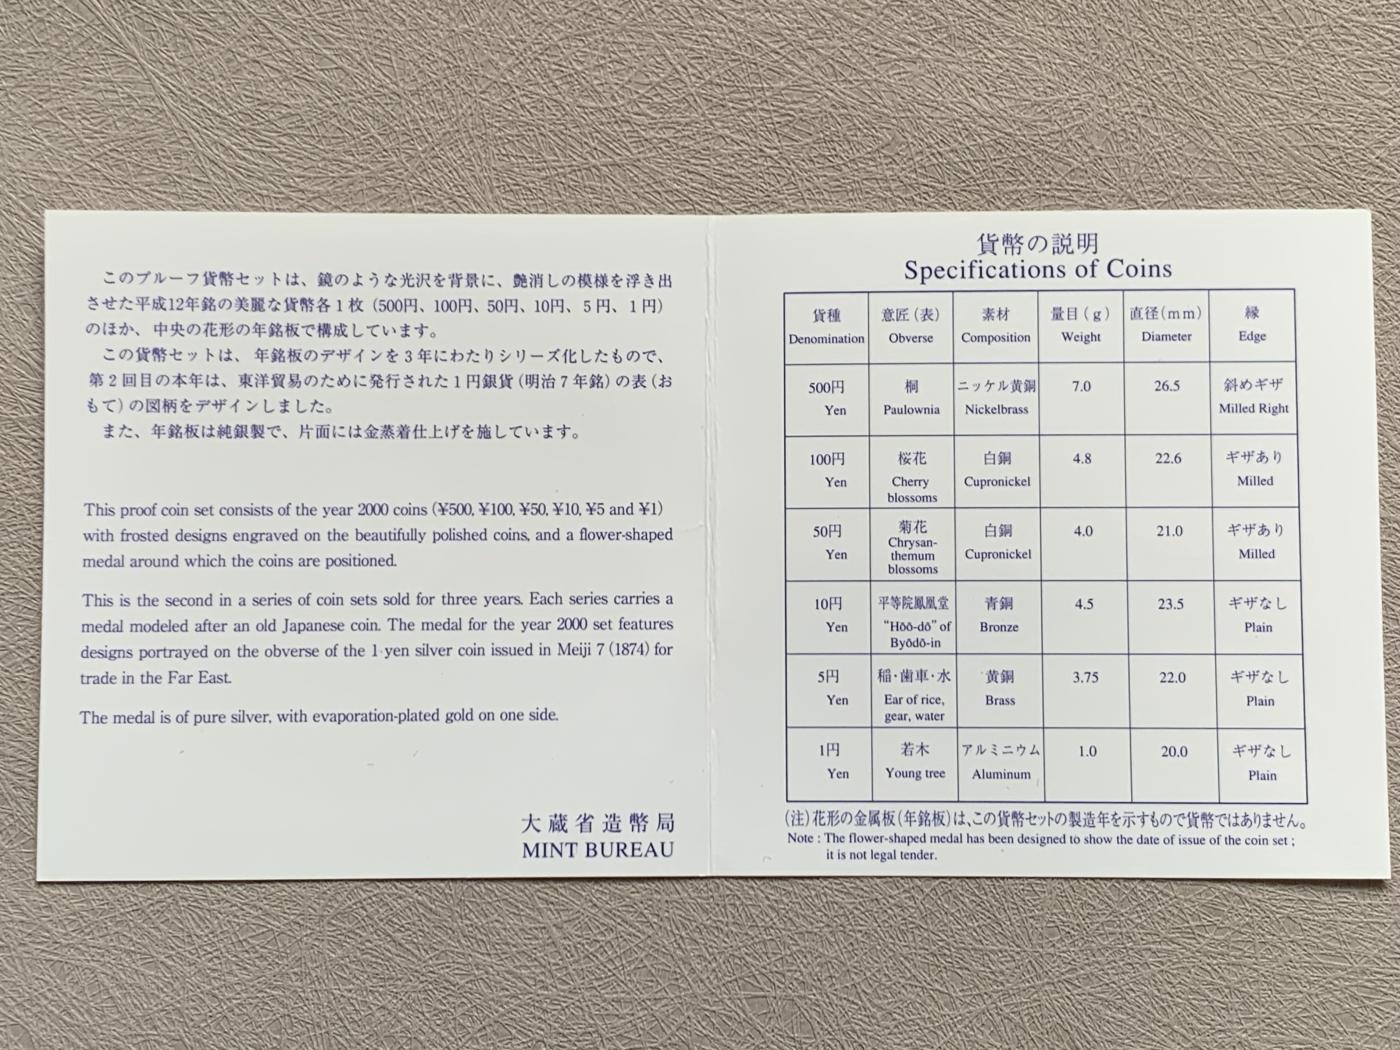 このプルーフ貨幣セットは、鏡のような光沢を背景に、艶消しの模様を浮き出
させた平成12年銘の美麗な貨幣各1枚（500円、100円、50円、10円、5円、1円）
のほか、中央の花形の年銘板で構成しています。
この貨幣セットは、年銘板のデザインを3年にわたりシリーズ化したもので、
第2回目の本年は、東洋貿易のために発行された1円銀貨（明治7年銘）の表（お
もて）の図柄をデザインしました。
また、年銘板は純銀製で、片面には金蒸着仕上げを施しています。
This proof coin set consists of the year 2000 coins (¥500, ¥100, ¥50, ¥10, ¥5 and ¥1)
with frosted designs engraved on the beautifully polished coins, and a flower-shaped
medal around which the coins are positioned.
This is the second in a series of coin sets sold for three years. Each series carries a
medal modeled after an old Japanese coin. The medal for the year 2000 set features
designs portrayed on the obverse of the 1-yen silver coin issued in Meiji 7 (1874) for
trade in the Far East.
The medal is of pure silver, with evaporation-plated gold on one side.
大蔵省造幣局
MINT BUREAU
貨幣の説明
Specifications of Coins
貨種 意匠（表） 素材 量目（g） 直径（mm） 縁
Denomination Obverse Composition Weight Diameter Edge
500円 桐 ニッケル黄銅 7.0 26.5 斜めギザ
Yen Paulownia Nickelbrass Milled Right
100円 桜花 白銅 4.8 22.6 ギザあり
Yen Cherry Cupronickel Milled
blossoms
50円 菊花 白銅 4.0 21.0 ギザあり
Chrysan-
Yen themum Cupronickel Milled
blossoms
10円 平等院鳳凰堂 青銅 4.5 23.5 ギザなし
Yen "Hōō-dō" of Bronze Plain
Byōdō-in
5円 稲・歯車・水 黄銅 3.75 22.0 ギザなし
Yen Ear of rice, Brass Plain
gear, water
1円 若木 アルミニウム 1.0 20.0 ギザなし
Yen Young tree Aluminum Plain
（注）花形の金属板（年銘板）は、この貨幣セットの製造年を示すもので貨幣ではありません。
Note : The flower-shaped medal has been designed to show the date of issue of the coin set ;
it is not legal tender.